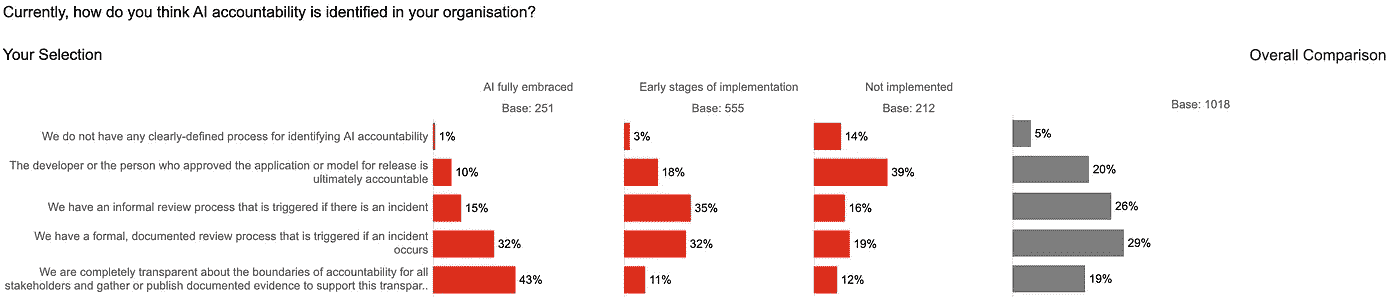 Currently, how do you think AI accountability is identified in your organisation?
Your Selection
Overall Comparison
AI fully embraced
Early stages of implementation
Not implemented
Base: 251
Base: 555
Base: 212
Base: 1018
We do not have any clearly-defined process for identifying AI accountability
1%
3%
14%
5%
The developer or the person who approved the application or model for release is
ultimately accountable
10%
18%
39%
20%
We have an informal review process that is triggered if there is an incident
15%
35%
16%
26%
We have a formal, documented review process that is triggered if an incident
occurs
32%
32%
19%
29%
We are completely transparent about the boundaries of accountability for all
stakeholders and gather or publish documented evidence to support this transpar..
43%
11%
12%
19%